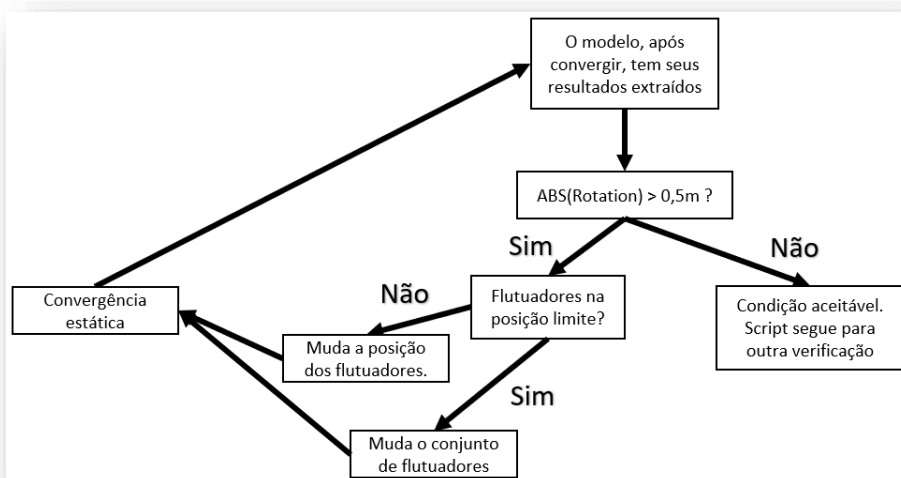 O modelo, após
convergir, tem seus
resultados extraídos
ABS(Rotation) > 0,5m ?
Sim
Não
Flutuadores na
posição limite?
Condição aceitável.
Script segue para
outra verificação
Não
Sim
Muda a posição
dos flutuadores.
Muda o conjunto
de flutuadores
Convergência
estática